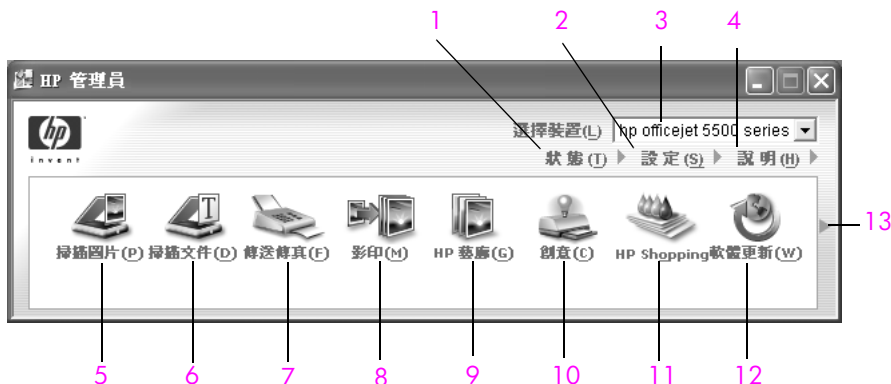 1 2 3 4
HP 管理員
hp
invent
選擇裝置(L) hp officejet 5500 series
狀態(T) 設定(S) 說明(H)
掃描圖片(P) 掃描文件(D) 傳送傳真(F) 影印(M) HP 藝廊(G) 創意(C) HP Shopping 軟體更新(W)
13
5 6 7 8 9 10 11 12